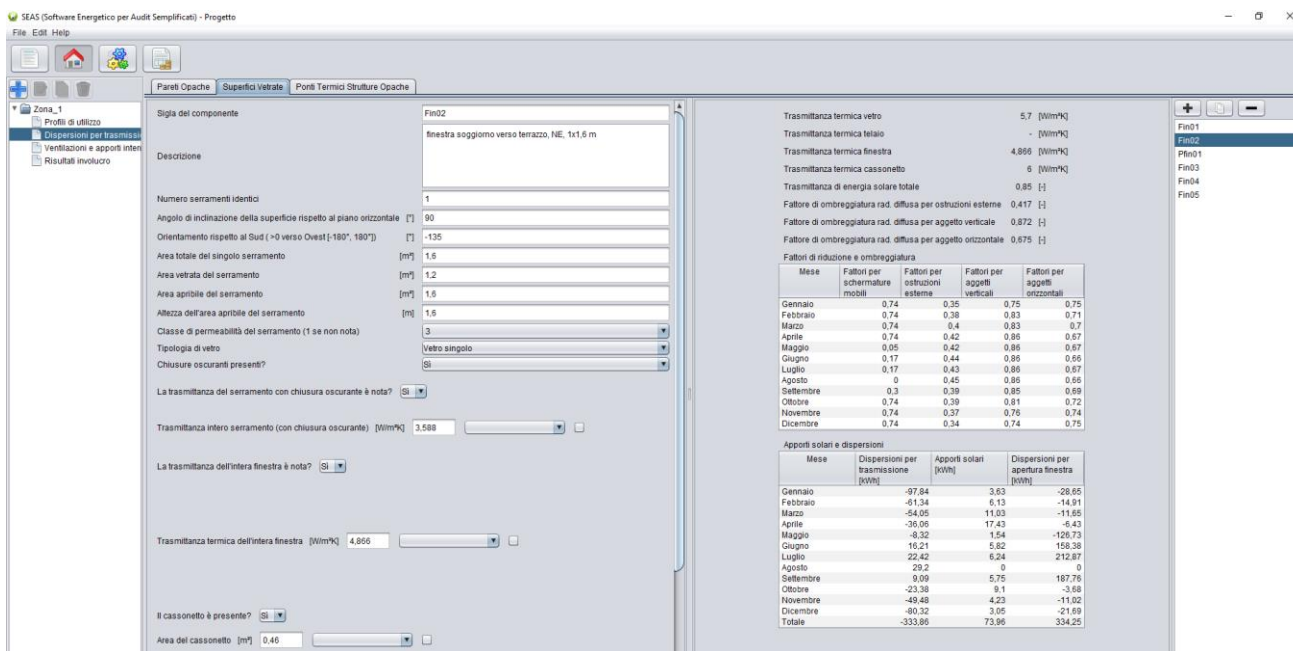 SEAS (Software Energetico per Audit Semplificati) - Progetto
File Edit Help
Pareti Opache Superfici Vetrate Ponti Termici Strutture Opache
Zona_1
Profili di utilizzo
Dispersioni per trasmissi
Ventilazioni e apporti inter
Risultati involucro
Sigla del componente Fin02
Descrizione finestra soggiorno verso terrazzo, NE, 1x1,6 m
Numero serramenti identici 1
Angolo di inclinazione della superficie rispetto al piano orizzontale [°] 90
Orientamento rispetto al Sud ( >0 verso Ovest [-180°, 180°]) [°] -135
Area totale del singolo serramento [m²] 1,6
Area vetrata del serramento [m²] 1,2
Area apribile del serramento [m²] 1,6
Altezza dell'area apribile del serramento [m] 1,6
Classe di permeabilità del serramento (1 se non nota) 3
Tipologia di vetro Vetro singolo
Chiusure oscuranti presenti? Sì
La trasmittanza del serramento con chiusura oscurante è nota? Sì
Trasmittanza intero serramento (con chiusura oscurante) [W/m²K] 3,588
La trasmittanza dell'intera finestra è nota? Sì
Trasmittanza termica dell'intera finestra [W/m²K] 4,866
Il cassonetto è presente? Sì
Area del cassonetto [m²] 0,46
Trasmittanza termica vetro 5,7 [W/m²K]
Trasmittanza termica telaio - [W/m²K]
Trasmittanza termica finestra 4,866 [W/m²K]
Trasmittanza termica cassonetto 6 [W/m²K]
Trasmittanza di energia solare totale 0,85 [-]
Fattore di ombreggiatura rad. diffusa per ostruzioni esterne 0,417 [-]
Fattore di ombreggiatura rad. diffusa per aggetto verticale 0,872 [-]
Fattore di ombreggiatura rad. diffusa per aggetto orizzontale 0,675 [-]
Fattori di riduzione e ombreggiatura
Mese Fattori per schermature mobili Fattori per ostruzioni esterne Fattori per aggetti verticali Fattori per aggetti orizzontali
Gennaio 0,74 0,35 0,75 0,75
Febbraio 0,74 0,38 0,83 0,71
Marzo 0,74 0,4 0,83 0,7
Aprile 0,74 0,42 0,86 0,67
Maggio 0,05 0,42 0,86 0,67
Giugno 0,17 0,44 0,86 0,66
Luglio 0,17 0,43 0,86 0,67
Agosto 0 0,45 0,86 0,66
Settembre 0,3 0,39 0,85 0,69
Ottobre 0,74 0,39 0,81 0,72
Novembre 0,74 0,37 0,76 0,74
Dicembre 0,74 0,34 0,74 0,75
Apporti solari e dispersioni
Mese Dispersioni per trasmissione [kWh] Apporti solari [kWh] Dispersioni per apertura finestra [kWh]
Gennaio -97,84 3,63 -28,65
Febbraio -61,34 6,13 -14,91
Marzo -54,05 11,03 -11,65
Aprile -36,06 17,43 -6,43
Maggio -8,32 1,54 -126,73
Giugno 16,21 5,82 158,38
Luglio 22,42 6,24 212,87
Agosto 29,2 0 0
Settembre 9,09 5,75 187,76
Ottobre -23,38 9,1 -3,68
Novembre -49,48 4,23 -11,02
Dicembre -80,32 3,05 -21,69
Totale -333,86 73,96 334,25
Fin01
Fin02
Pfin01
Fin03
Fin04
Fin05